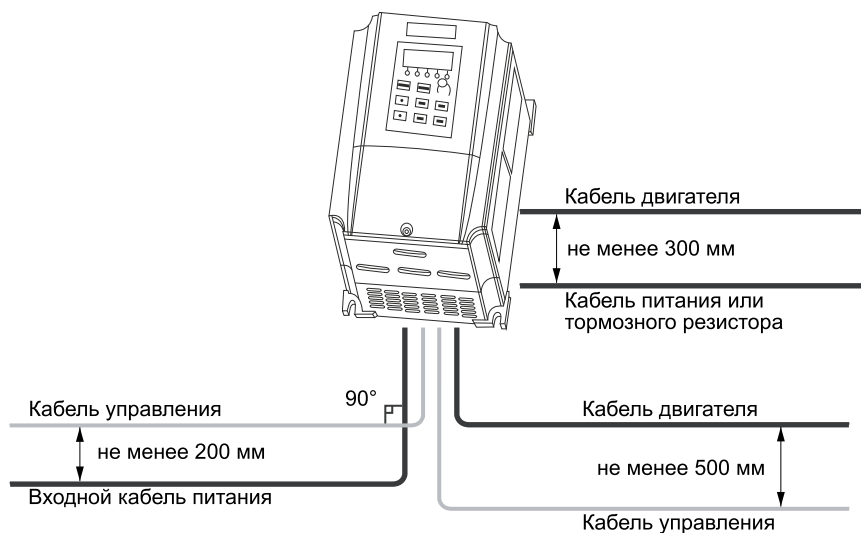 Кабель двигателя
не менее 300 мм
Кабель питания или
тормозного резистора
90°
Кабель управления
не менее 200 мм
Входной кабель питания
Кабель двигателя
не менее 500 мм
Кабель управления